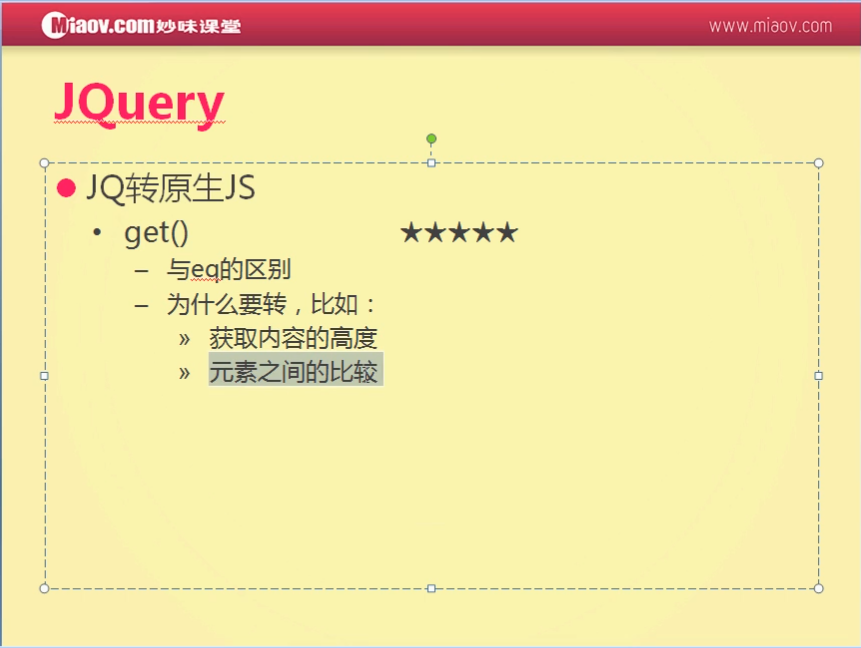 Miaov.com妙味课堂
www.miaov.com
JQuery
JQ转原生JS
get() ★★★★★
与eq的区别
为什么要转，比如：
获取内容的高度
元素之间的比较